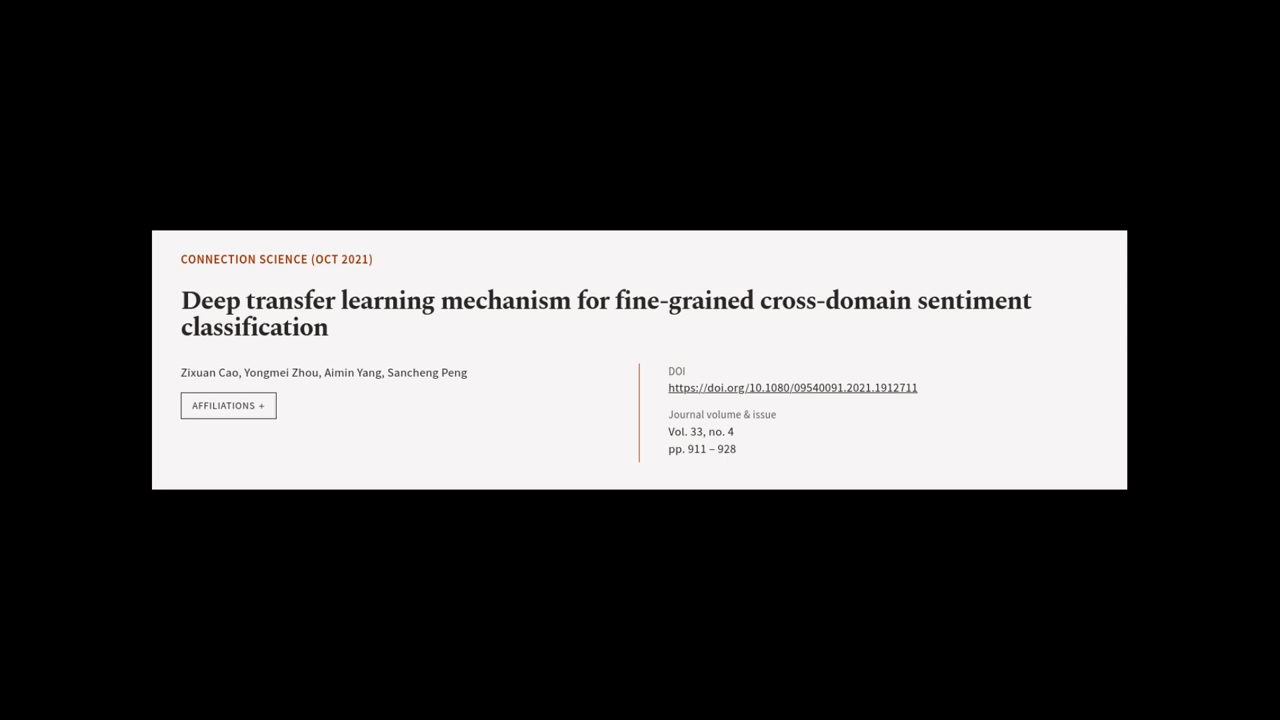 CONNECTION SCIENCE (OCT 2021)
Deep transfer learning mechanism for fine-grained cross-domain sentiment
classification
Zixuan Cao, Yongmei Zhou, Aimin Yang, Sancheng Peng
AFFILIATIONS +
DOI
https://doi.org/10.1080/09540091.2021.1912711
Journal volume & issue
Vol. 33, no. 4
pp. 911 – 928